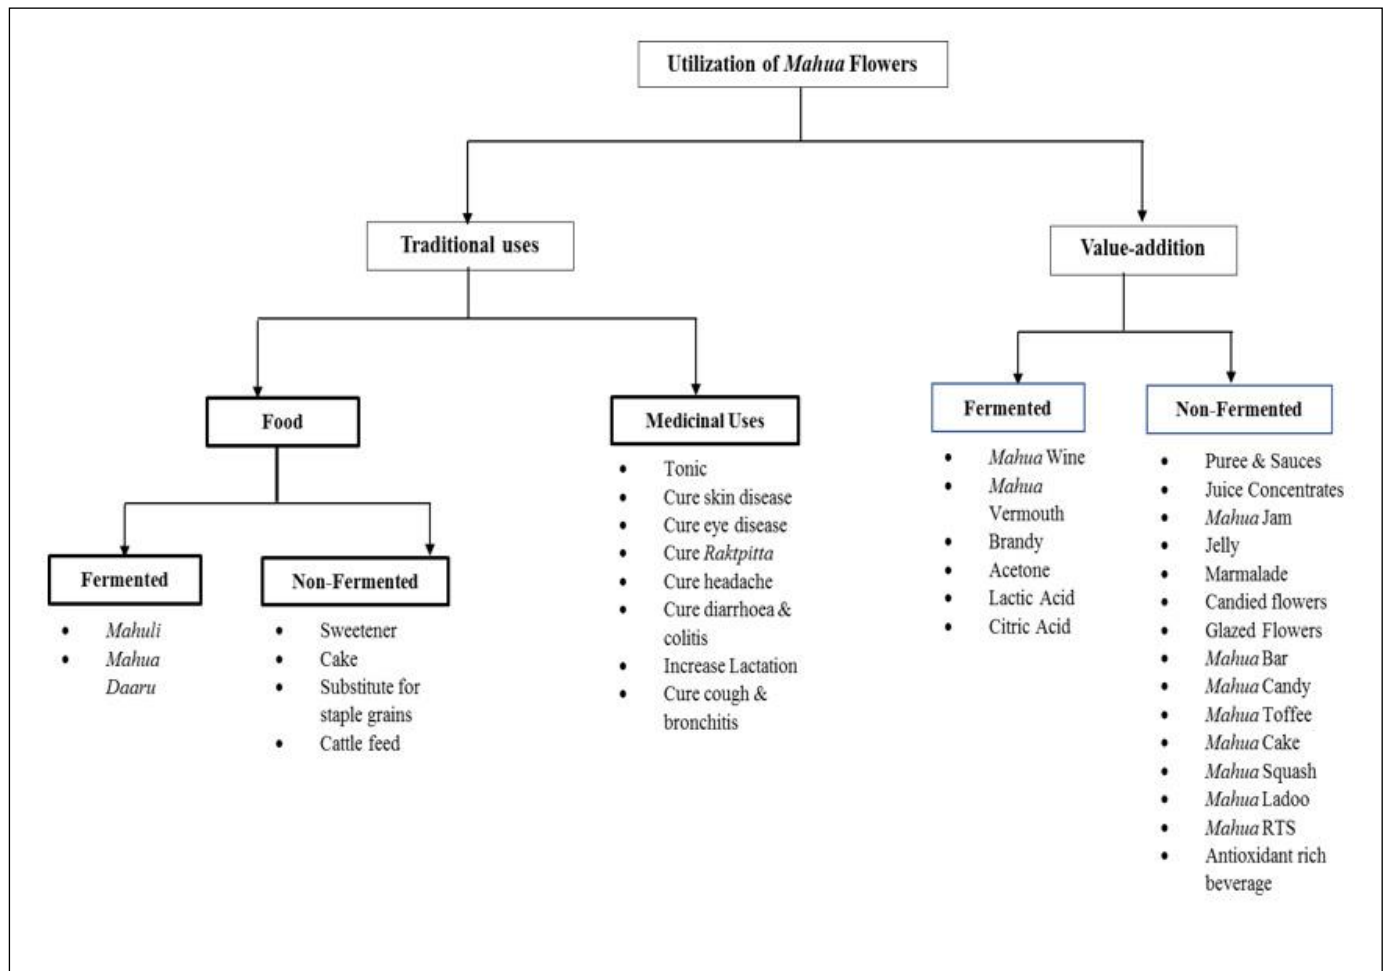 Utilization of Mahua Flowers
Traditional uses
Value-addition
Food
Medicinal Uses
Fermented
Non-Fermented
Fermented
Non-Fermented
• Mahuli
• Mahua
Daaru
• Sweetener
• Cake
• Substitute for
staple grains
• Cattle feed
• Tonic
• Cure skin disease
• Cure eye disease
• Cure Raktpitta
• Cure headache
• Cure diarrhoea &
colitis
• Increase Lactation
• Cure cough &
bronchitis
• Mahua Wine
• Mahua
Vermouth
• Brandy
• Acetone
• Lactic Acid
• Citric Acid
• Puree & Sauces
• Juice Concentrates
• Mahua Jam
• Jelly
• Marmalade
• Candied flowers
• Glazed Flowers
• Mahua Bar
• Mahua Candy
• Mahua Toffee
• Mahua Cake
• Mahua Squash
• Mahua Ladoo
• Mahua RTS
• Antioxidant rich
beverage